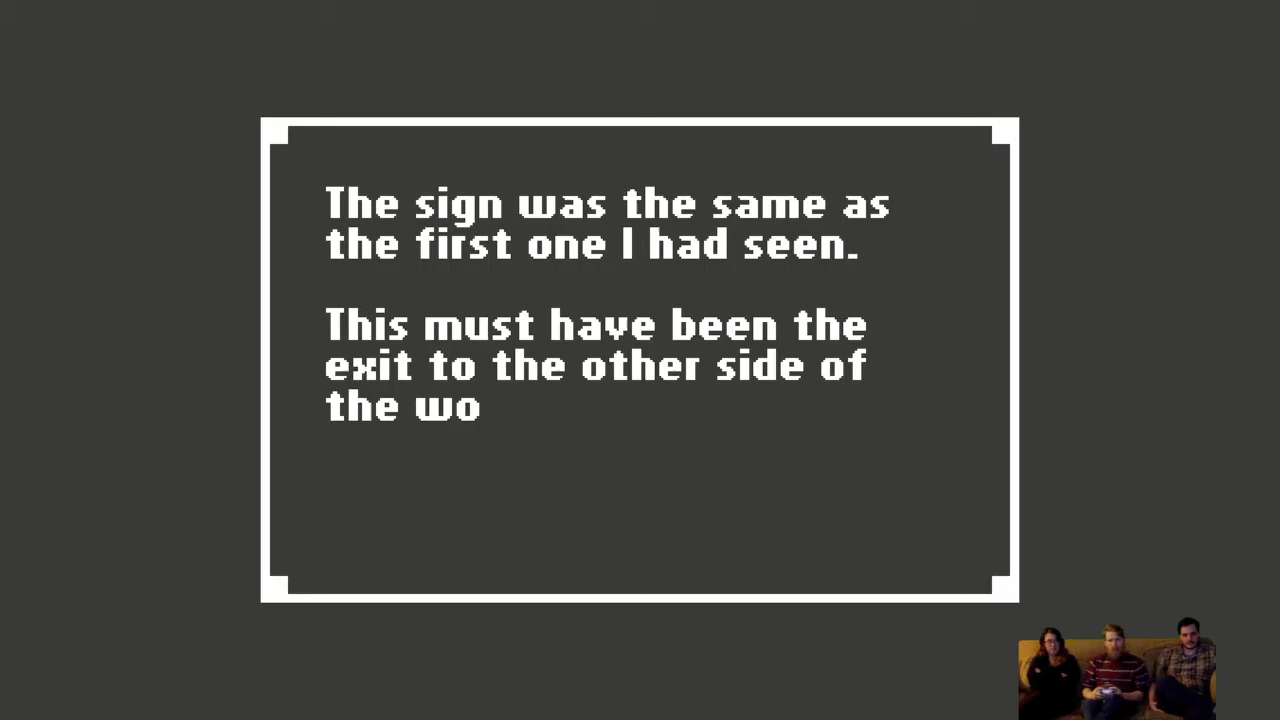 The sign was the same as
the first one I had seen.
This must have been the
exit to the other side of
the wo